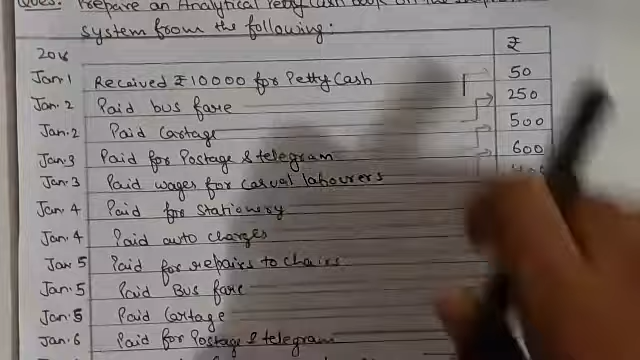 Ques: Prepare an Analytical Petty Cash book on the
system from the following:
₹
2016
Jan·1 Received ₹10000 for Petty Cash 50
Jan·2 Paid bus fare 250
Jan·2 Paid Cartage 500
Jan·3 Paid for Postage & telegram 600
Jan·3 Paid wages for casual labourers
Jan·4 Paid for Stationery
Jan·4 Paid auto charges
Jan 5 Paid for repairs to chairs
Jan·5 Paid Bus fare
Jan·5 Paid Cartage
Jan·6 Paid for Postage & telegram